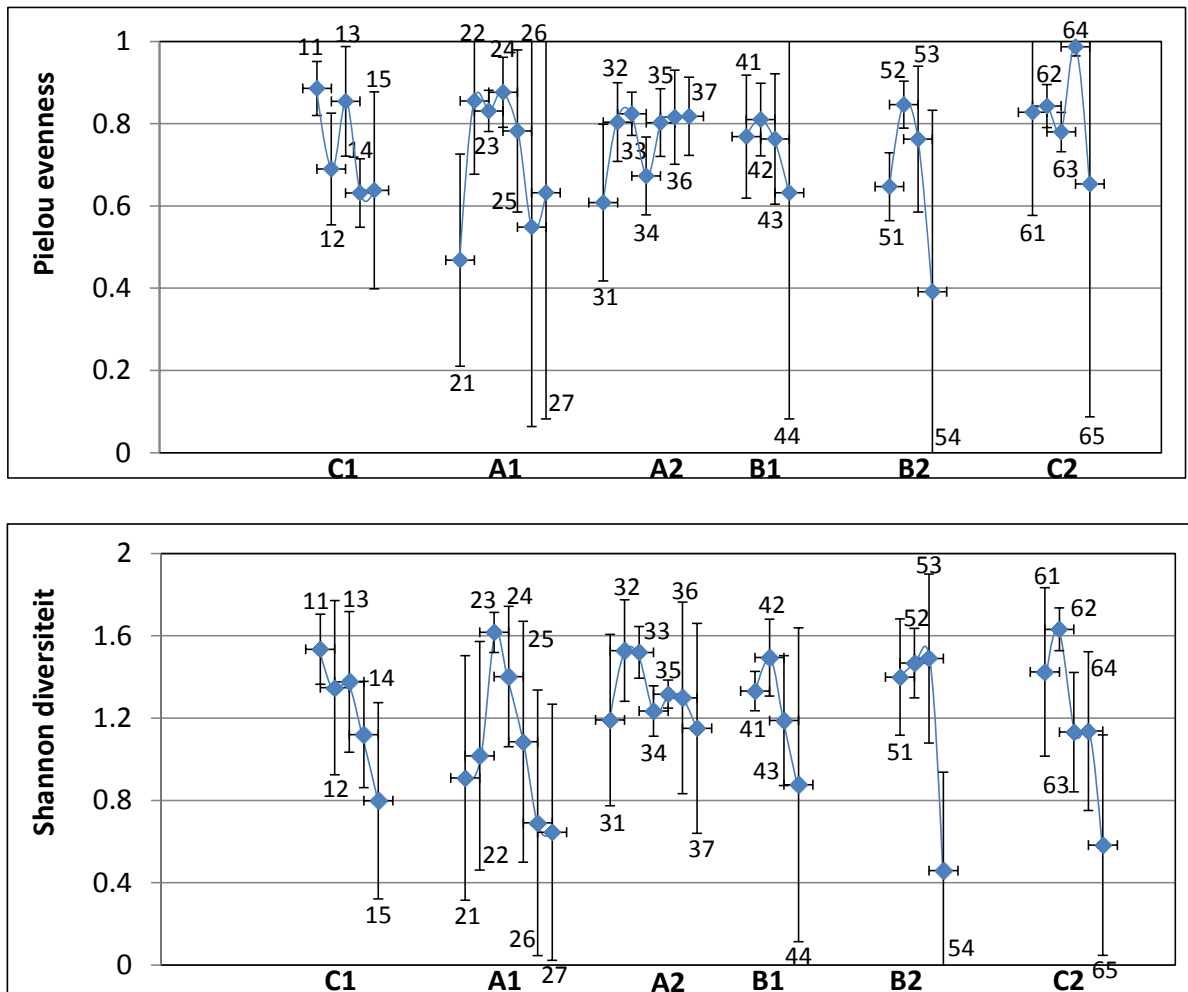 Pielou evenness
1
0.8
0.6
0.4
0.2
0
11 13 15 22 24 26 32 35 37 41 52 53 62 64
12 14 23 25 33 34 36 42 43 51 61 63
21 27 31 44 54 65
C1 A1 A2 B1 B2 C2
Shannon diversiteit
2
1.6
1.2
0.8
0.4
0
11 13 14 23 24 25 32 33 35 36 42 52 53 61 62 64
12 15 21 22 26 27 31 34 37 41 43 44 51 54 63 65
C1 A1 A2 B1 B2 C2